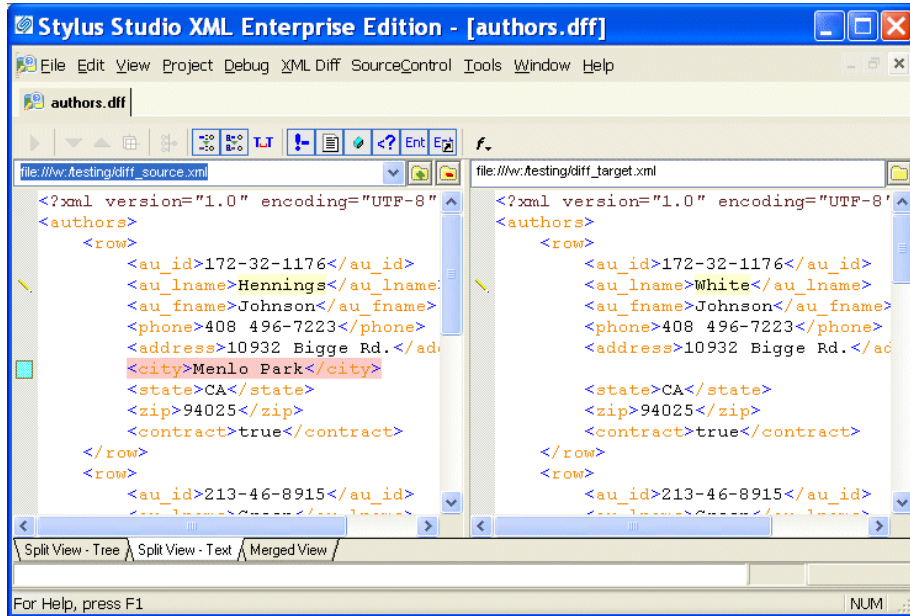 Stylus Studio XML Enterprise Edition - [authors.dff]
File Edit View Project Debug XML Diff SourceControl Tools Window Help
authors.dff
<? Ent
file:///w:/testing/diff_source.xml
<?xml version="1.0" encoding="UTF-8"
<authors>
<row>
<au_id>172-32-1176</au_id>
<au_lname>Hennings</au_lname>
<au_fname>Johnson</au_fname>
<phone>408 496-7223</phone>
<address>10932 Bigge Rd.</ad
<city>Menlo Park</city>
<state>CA</state>
<zip>94025</zip>
<contract>true</contract>
</row>
<row>
<au_id>213-46-8915</au_id>
<au_lname>Green</au_lname>
file:///w:/testing/diff_target.xml
<?xml version="1.0" encoding="UTF-8"
<authors>
<row>
<au_id>172-32-1176</au_id>
<au_lname>White</au_lname>
<au_fname>Johnson</au_fname>
<phone>408 496-7223</phone>
<address>10932 Bigge Rd.</ad
<state>CA</state>
<zip>94025</zip>
<contract>true</contract>
</row>
<row>
<au_id>213-46-8915</au_id>
<au_lname>Green</au_lname>
Split View - Tree Split View - Text Merged View
For Help, press F1
NUM